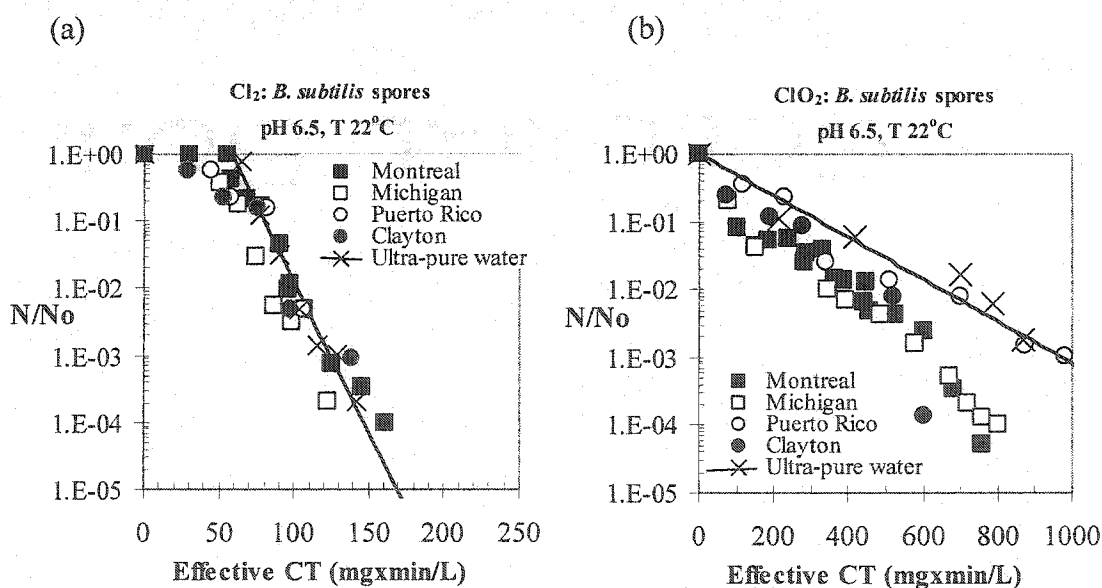 (a)
Cl₂: B. subtilis spores
pH 6.5, T 22°C
1.E+00
1.E-01
1.E-02
1.E-03
1.E-04
1.E-05
N/No
Montreal
Michigan
Puerto Rico
Clayton
Ultra-pure water
0 50 100 150 200 250
Effective CT (mgxmin/L)
(b)
ClO₂: B. subtilis spores
pH 6.5, T 22°C
1.E+00
1.E-01
1.E-02
1.E-03
1.E-04
1.E-05
N/No
Montreal
Michigan
Puerto Rico
Clayton
Ultra-pure water
0 200 400 600 800 1000
Effective CT (mgxmin/L)